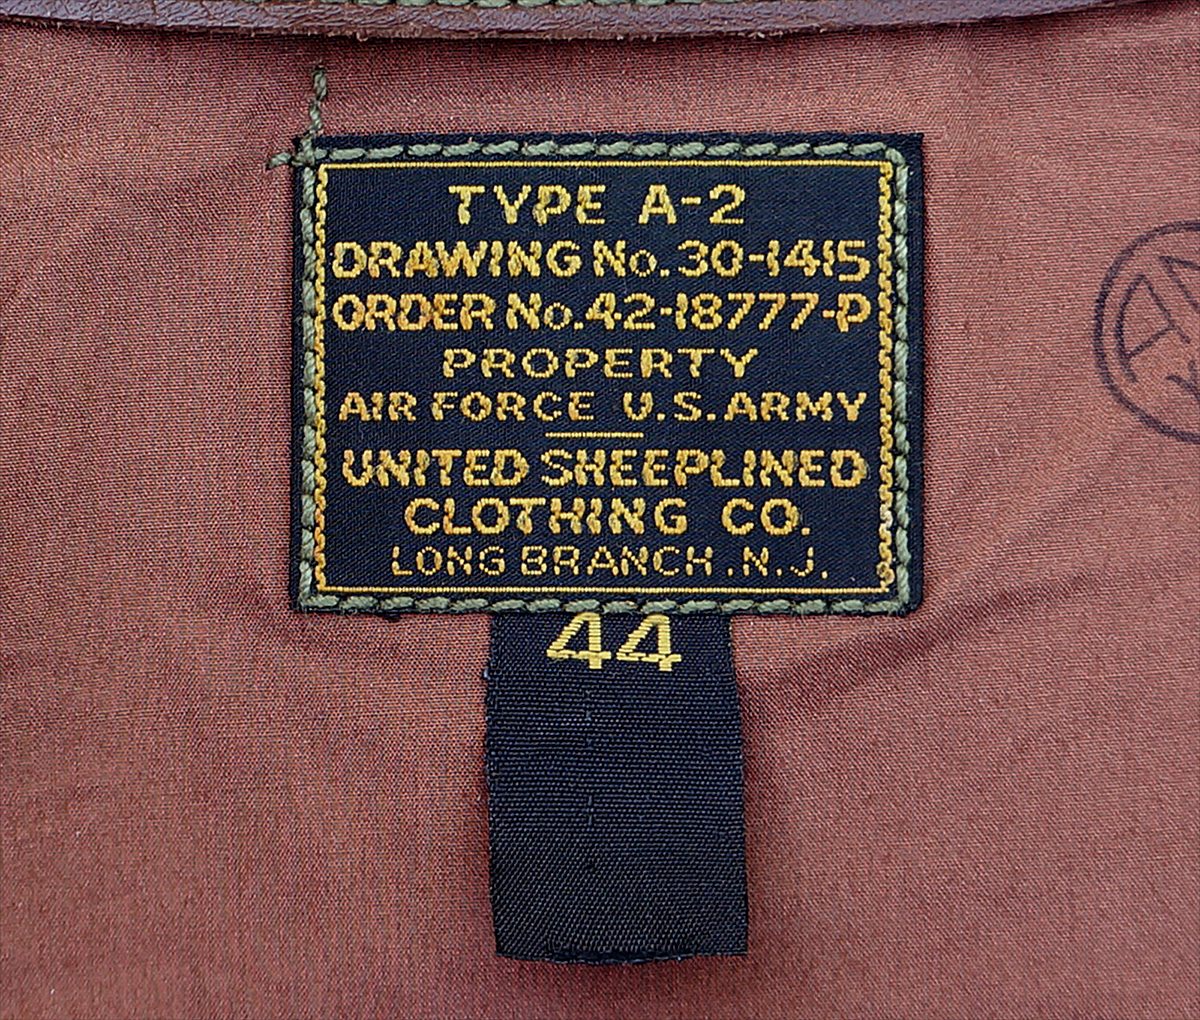 TYPE A-2
DRAWING No. 30-1415
ORDER No. 42-18777-P
PROPERTY
AIR FORCE U.S. ARMY
UNITED SHEEPLINED
CLOTHING CO.
LONG BRANCH, N.J.
44